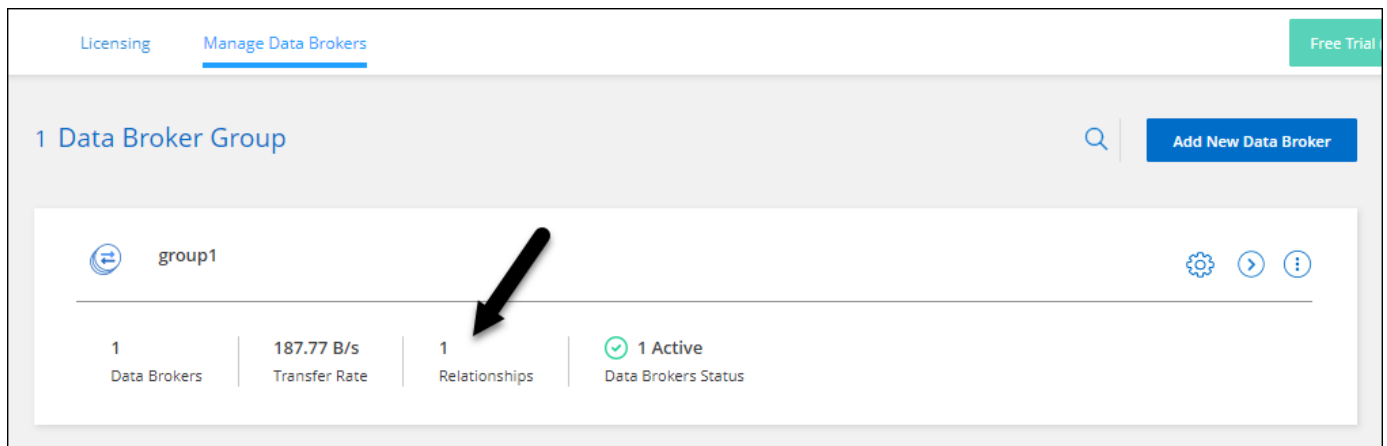 Licensing Manage Data Brokers Free Trial
1 Data Broker Group Add New Data Broker
group1
1 187.77 B/s 1 1 Active
Data Brokers Transfer Rate Relationships Data Brokers Status